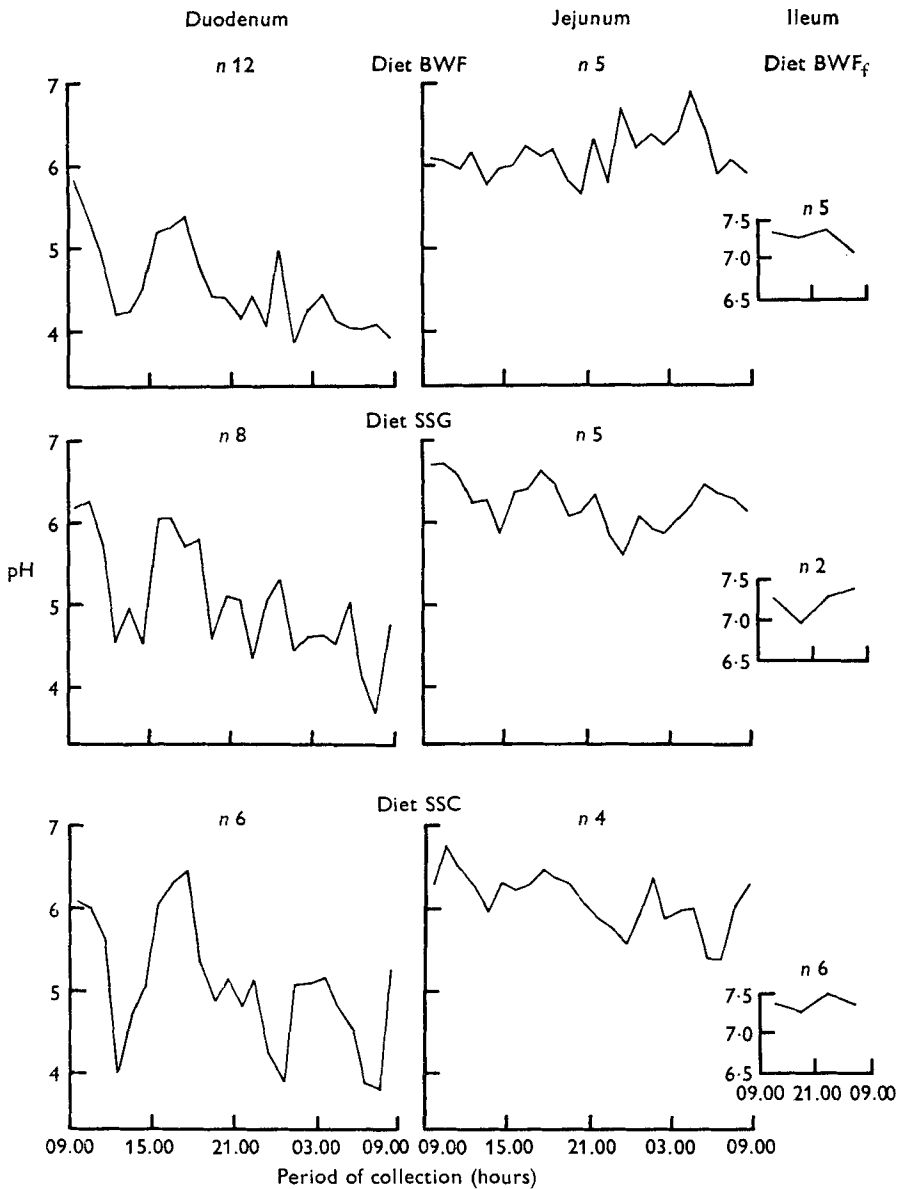 Duodenum Jejunum Ileum
n 12 Diet BWF n 5 Diet BWFf
7
6
5
4
n 5
7·5
7·0
6·5
Diet SSG
n 8 n 5
7
6
5
4
pH
n 2
7·5
7·0
6·5
Diet SSC
n 6 n 4
7
6
5
4
n 6
7·5
7·0
6·5
09.00 21.00 09.00
09.00 15.00 21.00 03.00 09.00 09.00 15.00 21.00 03.00 09.00
Period of collection (hours)